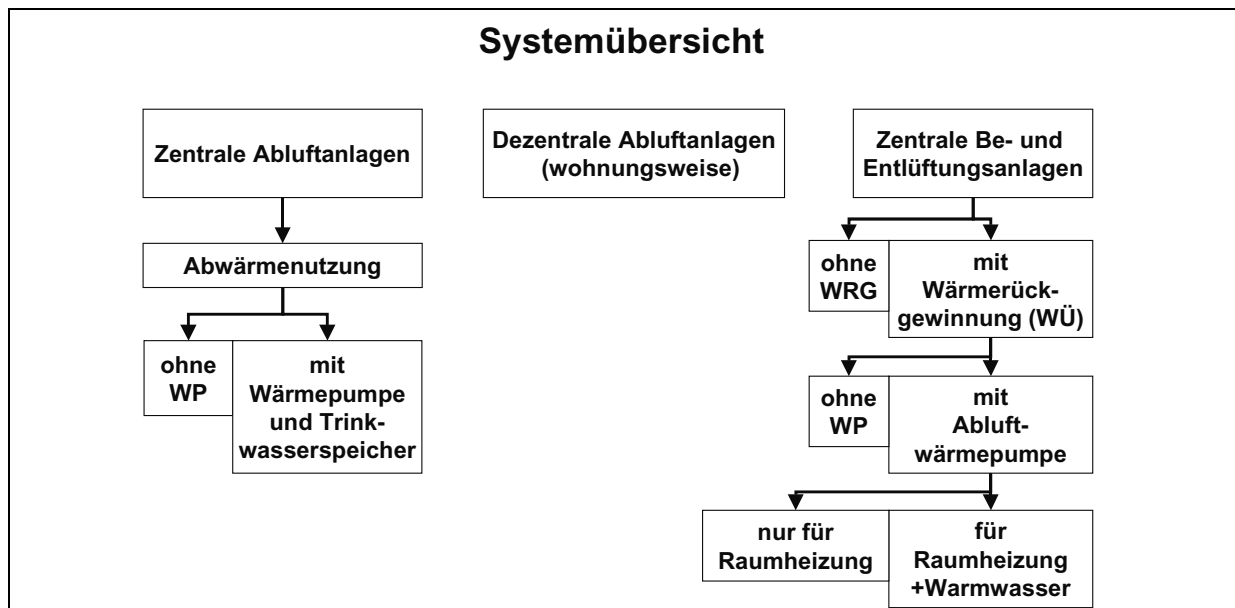 Systemübersicht
Zentrale Abluftanlagen
Dezentrale Abluftanlagen
(wohnungsweise)
Zentrale Be- und
Entlüftungsanlagen
Abwärmenutzung
ohne
WRG
mit
Wärmerück-
gewinnung (WÜ)
ohne
WP
mit
Wärmepumpe
und Trink-
wasserspeicher
ohne
WP
mit
Abluft-
wärmepumpe
nur für
Raumheizung
für
Raumheizung
+Warmwasser